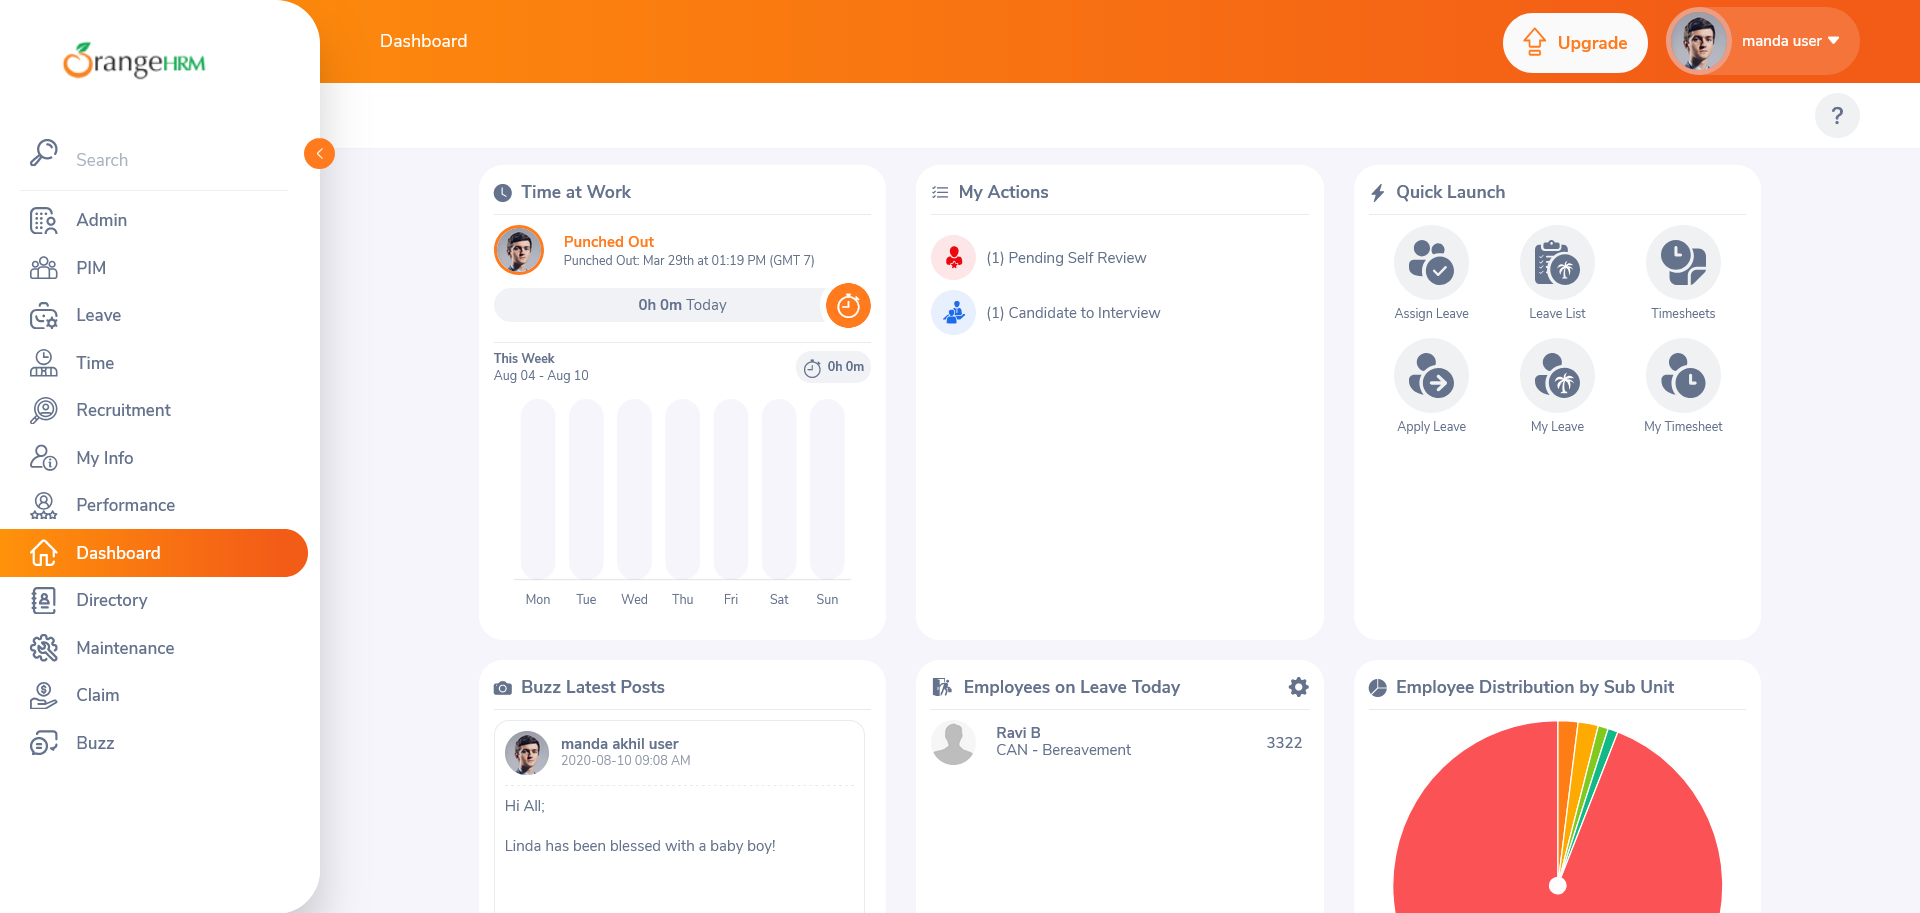 OrangeHRM
Search
Admin
PIM
Leave
Time
Recruitment
My Info
Performance
Dashboard
Directory
Maintenance
Claim
Buzz
Dashboard
Upgrade
manda user
?
Time at Work
Punched Out
Punched Out: Mar 29th at 01:19 PM (GMT 7)
0h 0m Today
This Week
Aug 04 - Aug 10
0h 0m
Mon Tue Wed Thu Fri Sat Sun
My Actions
(1) Pending Self Review
(1) Candidate to Interview
Quick Launch
Assign Leave
Leave List
Timesheets
Apply Leave
My Leave
My Timesheet
Buzz Latest Posts
manda akhil user
2020-08-10 09:08 AM
Hi All;
Linda has been blessed with a baby boy!
Employees on Leave Today
Ravi B
CAN - Bereavement
3322
Employee Distribution by Sub Unit